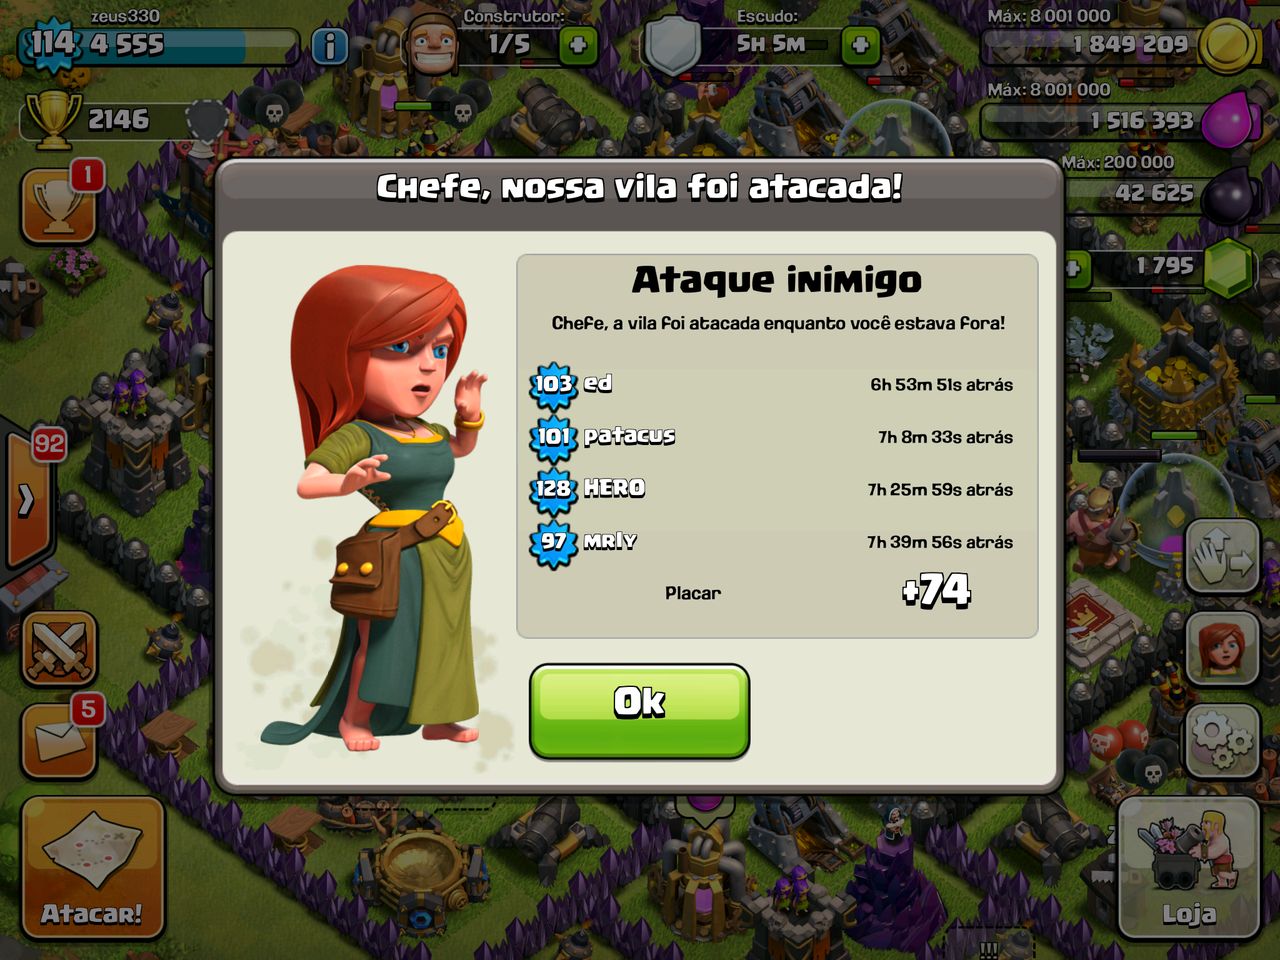 zeus330
Construtor:
Escudo:
Máx: 8 001 000
114
4 555
1/5
5H 5M
1 849 209
Máx: 8 001 000
2146
1 516 393
Máx: 200 000
42 625
1
1 795
Chefe, nossa vila foi atacada!
Ataque inimigo
Chefe, a vila foi atacada enquanto você estava fora!
103 ed 6h 53m 51s atrás
101 patacus 7h 8m 33s atrás
128 HERO 7h 25m 59s atrás
97 mrly 7h 39m 56s atrás
Placar +74
92
Ok
5
Atacar!
Loja